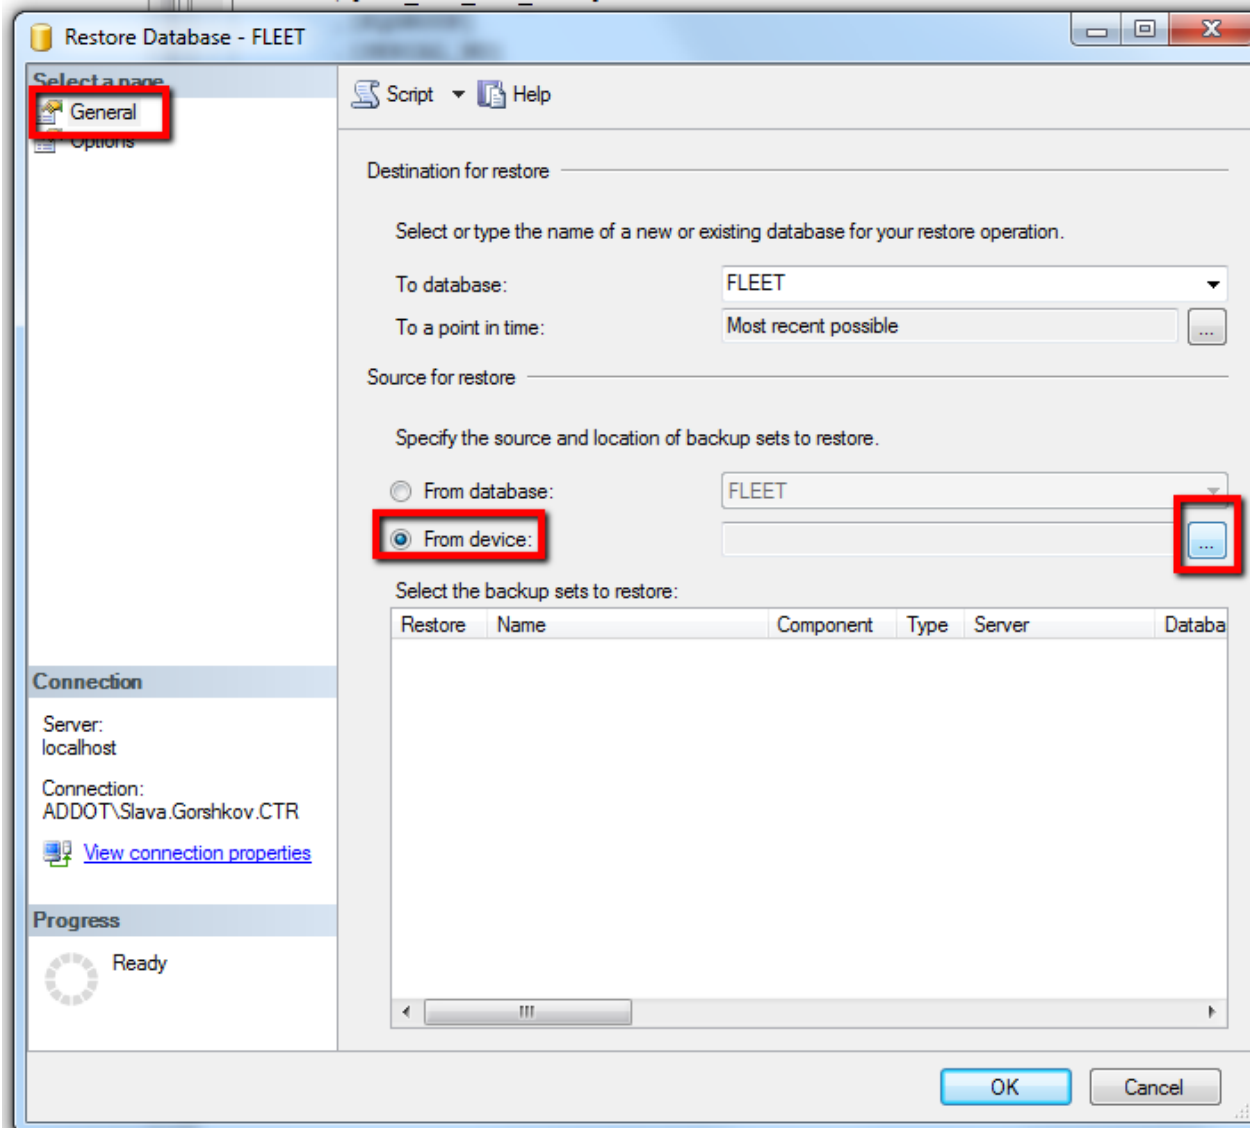 Restore Database - FLEET
Select a page
General
Options
Script
Help
Destination for restore
Select or type the name of a new or existing database for your restore operation.
To database:
FLEET
To a point in time:
Most recent possible
...
Source for restore
Specify the source and location of backup sets to restore.
From database:
FLEET
From device:
...
Select the backup sets to restore:
Restore Name Component Type Server Databa
Connection
Server:
localhost
Connection:
ADDOT\Slava.Gorshkov.CTR
View connection properties
Progress
Ready
OK
Cancel